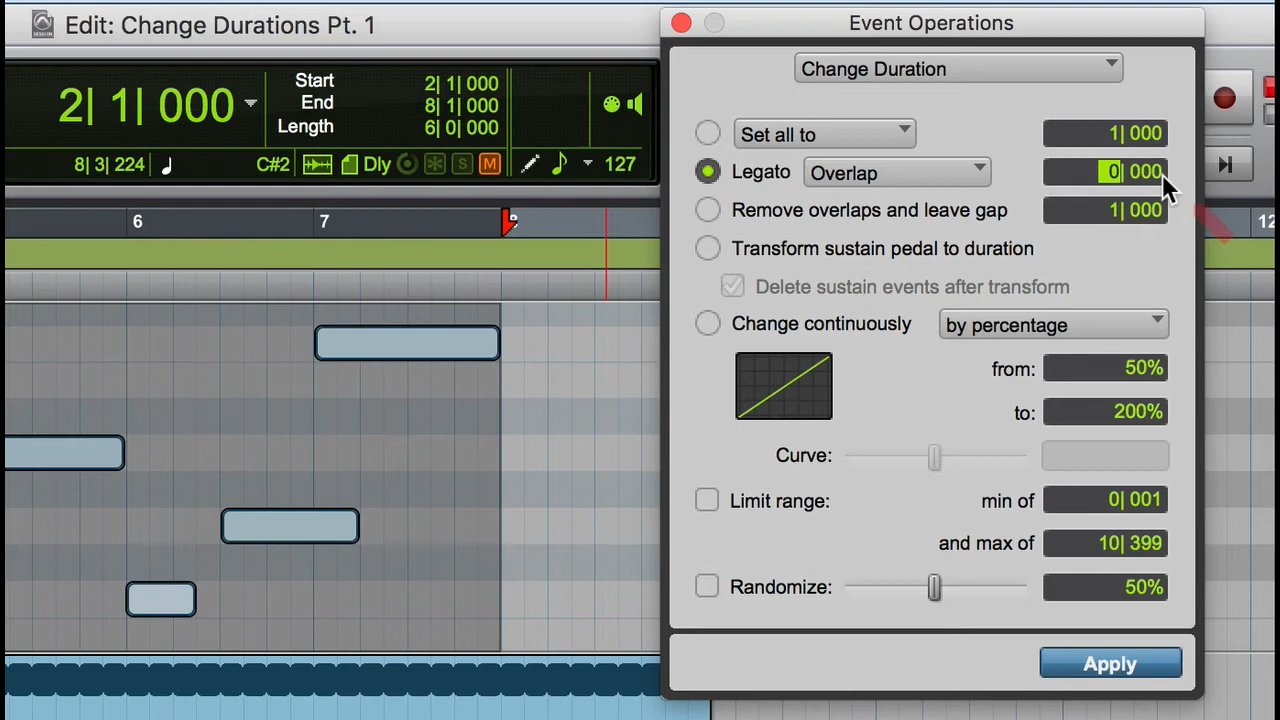 Edit: Change Durations Pt. 1
2| 1| 000
Start 2| 1| 000
End 8| 1| 000
Length 6| 0| 000
8| 3| 224 C#2 Dly S M 127
6 7 8
12
Event Operations
Change Duration
Set all to 1| 000
Legato Overlap 0| 000
Remove overlaps and leave gap 1| 000
Transform sustain pedal to duration
Delete sustain events after transform
Change continuously by percentage
from: 50%
to: 200%
Curve:
Limit range: min of 0| 001
and max of 10| 399
Randomize: 50%
Apply